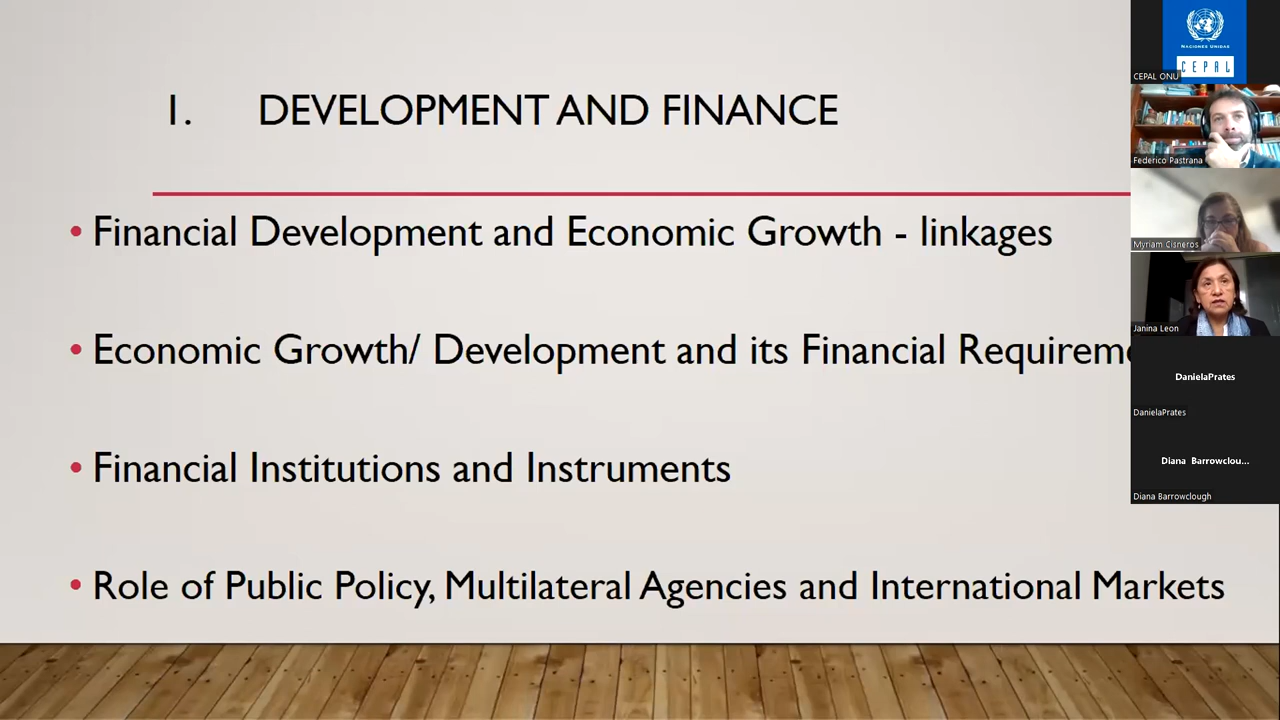 I. DEVELOPMENT AND FINANCE
• Financial Development and Economic Growth - linkages
• Economic Growth/ Development and its Financial
• Financial Institutions and Instruments
• Role of Public Policy, Multilateral Agencies and International Markets
NACIONES UNIDAS
CEPAL
CEPAL ONU
Federico Pastrana
Myriam Cisneros
Janina Leon
DanielaPrates
DanielaPrates
Diana Barrowclou...
Diana Barrowclough